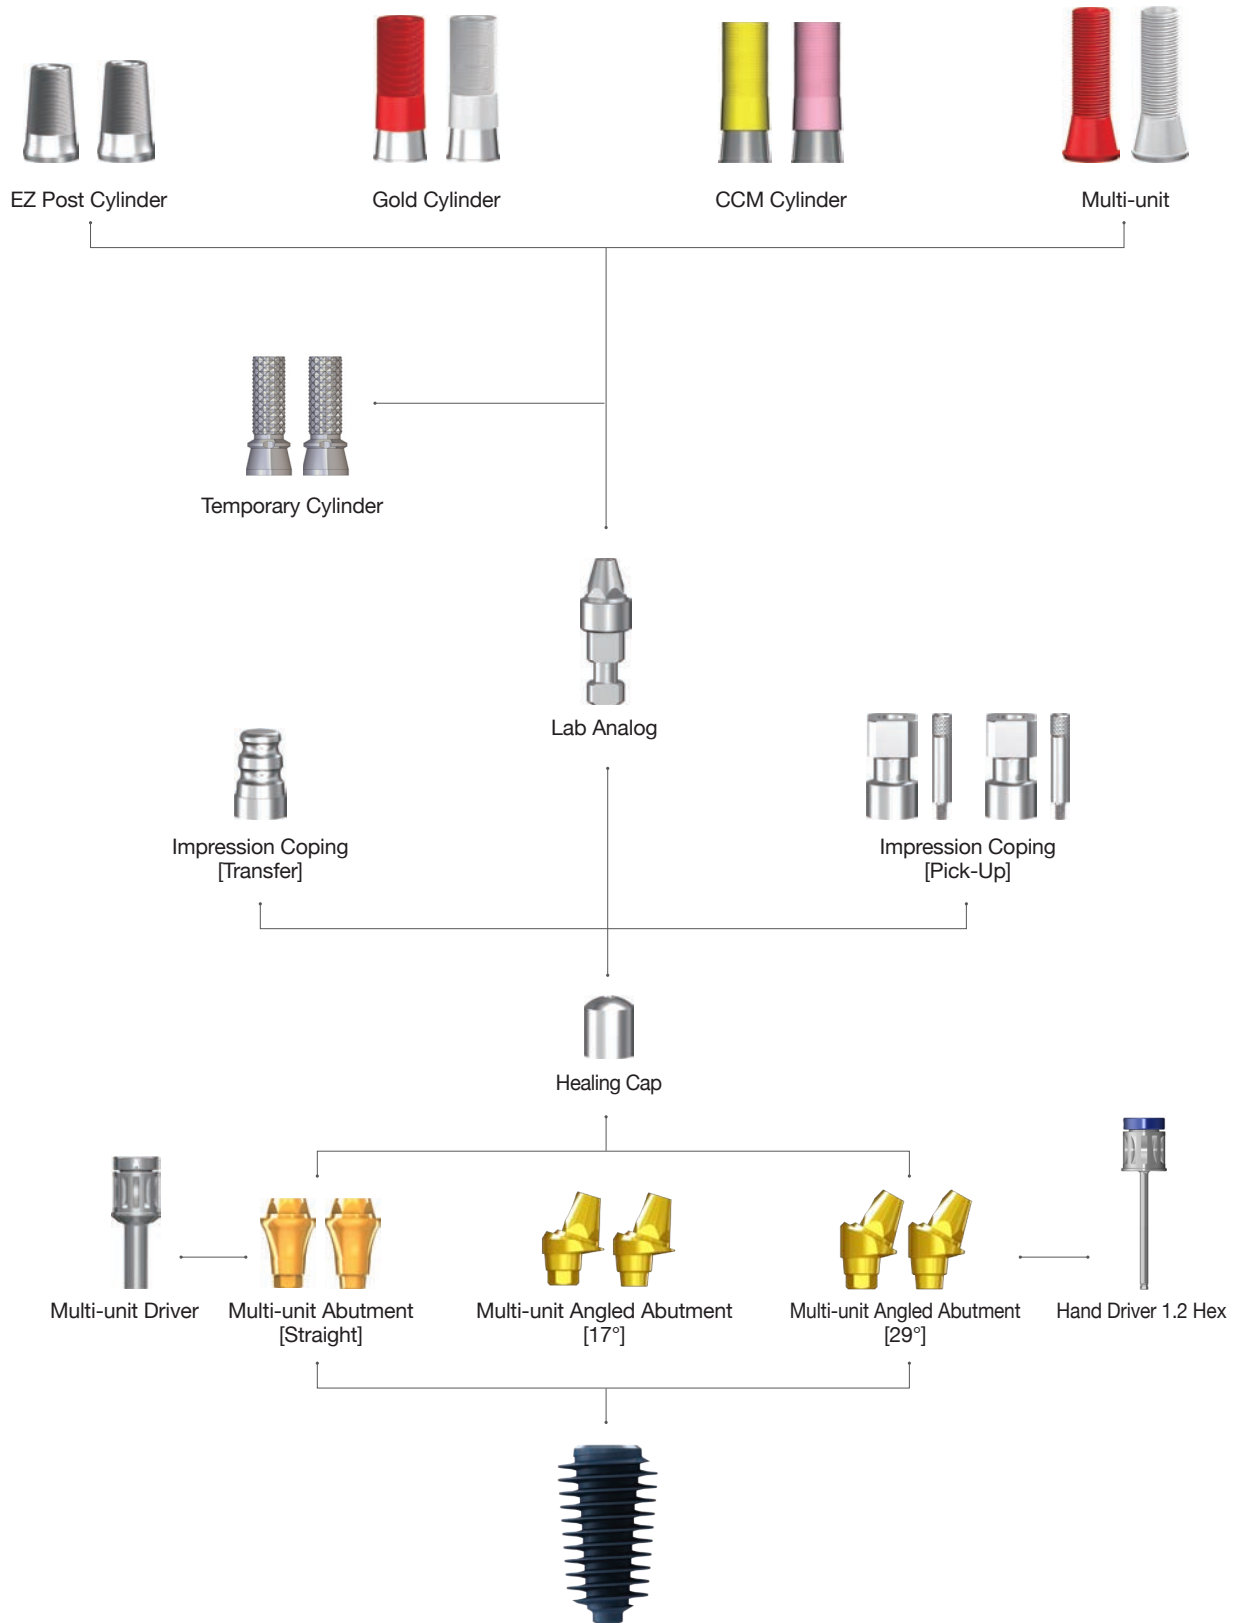 EZ Post Cylinder
Gold Cylinder
CCM Cylinder
Multi-unit
Temporary Cylinder
Lab Analog
Impression Coping
[Transfer]
Impression Coping
[Pick-Up]
Healing Cap
Multi-unit Driver
Multi-unit Abutment
[Straight]
Multi-unit Angled Abutment
[17°]
Multi-unit Angled Abutment
[29°]
Hand Driver 1.2 Hex